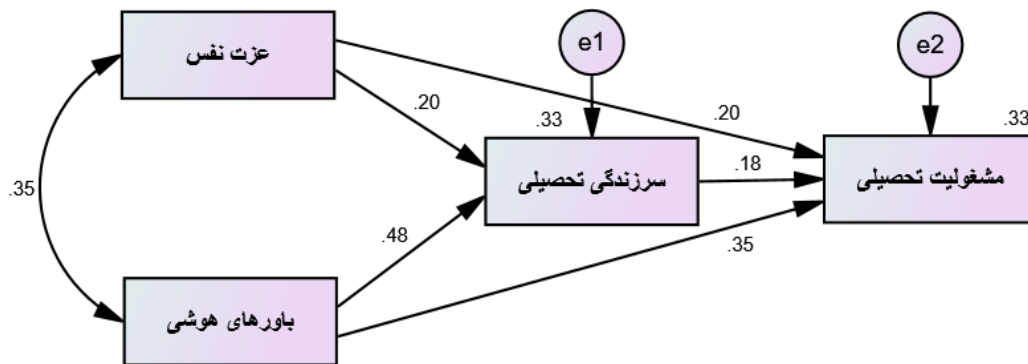 عزت نفس
e1
e2
.20
.33
.20
.33
سرزندگی تحصیلی
.18
مشغولیت تحصیلی
.35
.48
.35
باورهای هوشی